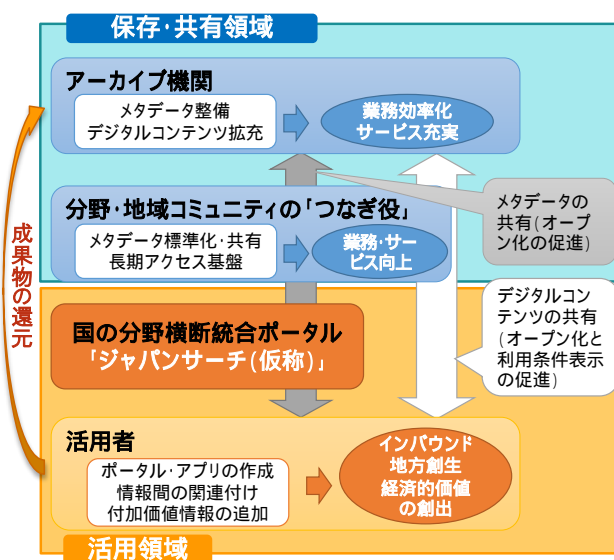 保存・共有領域
アーカイブ機関
メタデータ整備
デジタルコンテンツ拡充
業務効率化
サービス充実
分野・地域コミュニティの「つなぎ役」
メタデータ標準化・共有
長期アクセス基盤
業務・サー
ビス向上
メタデータの
共有(オープ
ン化の促進)
成果物の還元
国の分野横断統合ポータル
「ジャパンサーチ(仮称)」
デジタルコン
テンツの共有
(オープン化と
利用条件表示
の促進)
活用者
ポータル・アプリの作成
情報間の関連付け
付加価値情報の追加
インバウンド
地方創生
経済的価値
の創出
活用領域